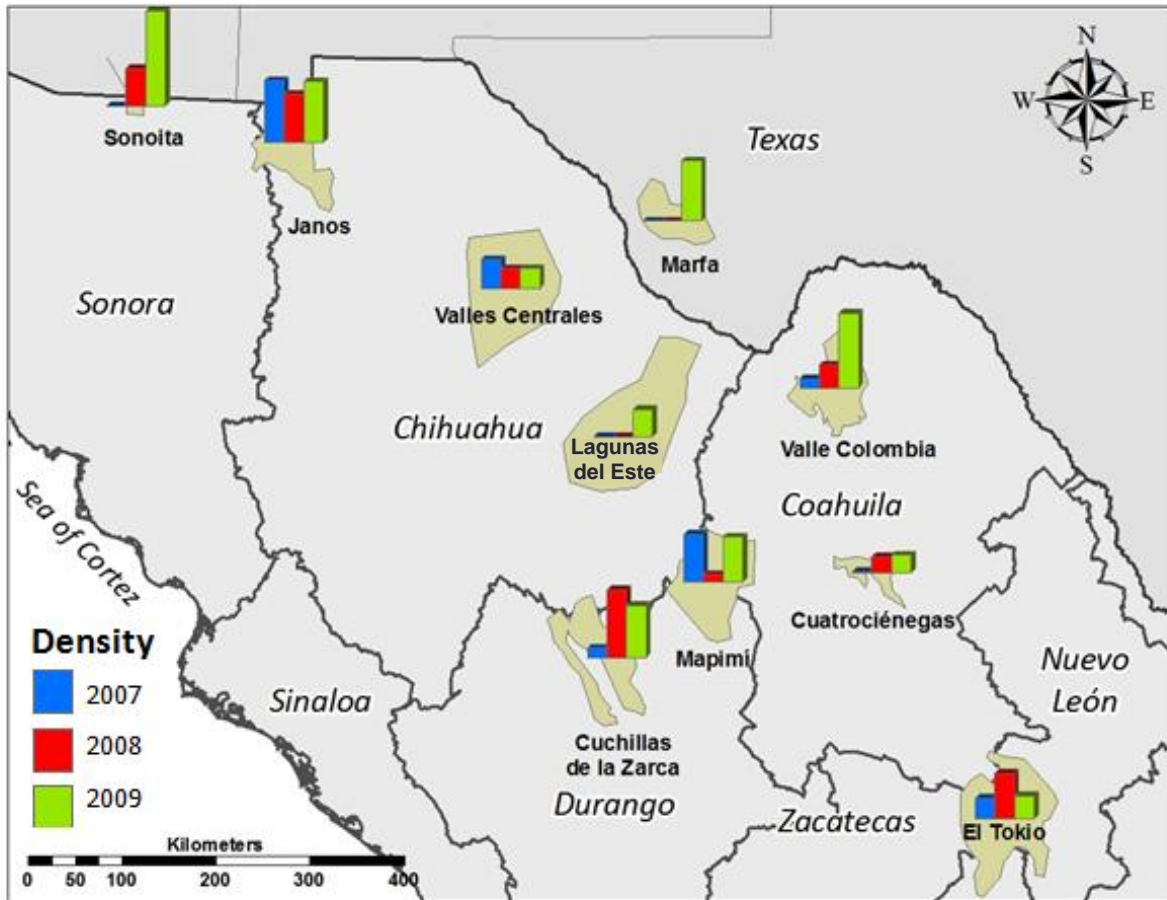 N
W E
S
Sonoita
Texas
Janos
Marfa
Sonora
Valles Centrales
Chihuahua
Lagunas
del Este
Valle Colombia
Coahuila
Sea of Cortez
Cuatrociénegas
Density
2007
2008
2009
Sinaloa
Mapimí
Nuevo
León
Cuchillas
de la Zarca
Durango
Zacatecas
El Tokio
Kilometers
0 50 100 200 300 400